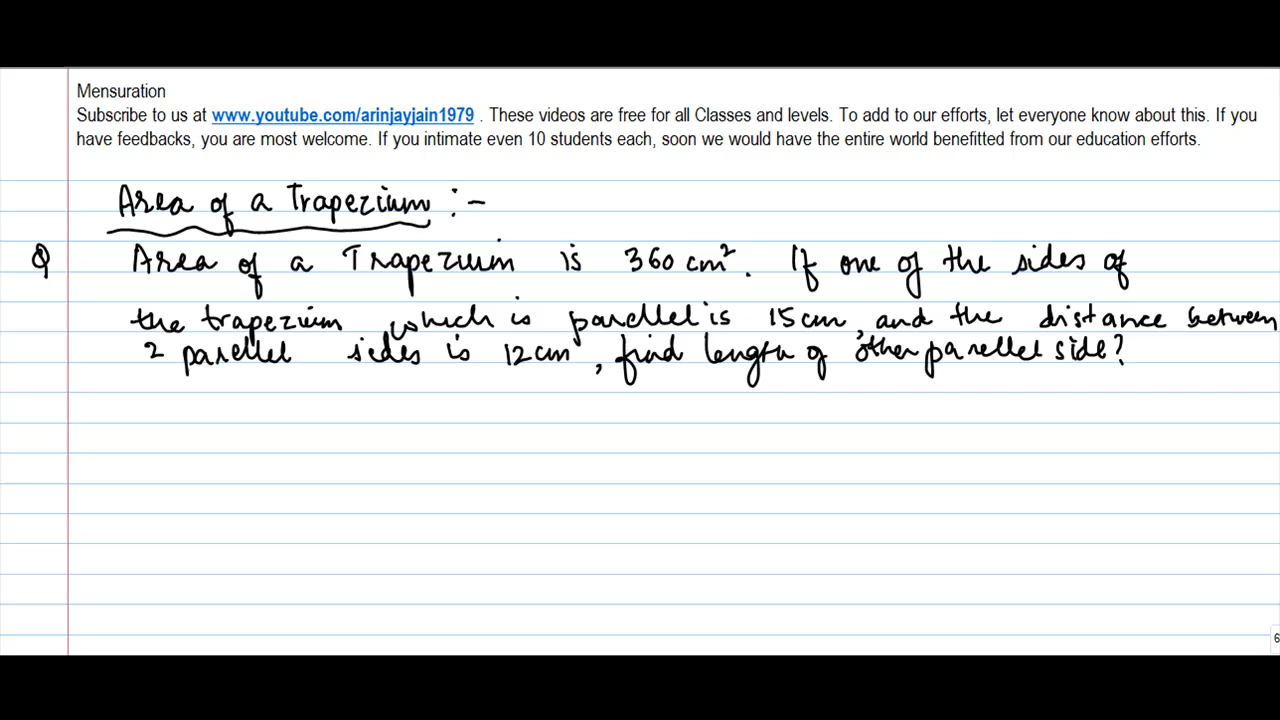 Mensuration
Subscribe to us at www.youtube.com/arinjayjain1979 . These videos are free for all Classes and levels. To add to our efforts, let everyone know about this. If you
have feedbacks, you are most welcome. If you intimate even 10 students each, soon we would have the entire world benefitted from our education efforts.
Area of a Trapezium :-
Q Area of a Trapezium is 360 cm². If one of the sides of
the trapezium which is parellel is 15cm, and the distance between
2 parellel sides is 12cm, find length of other parellel side?
6